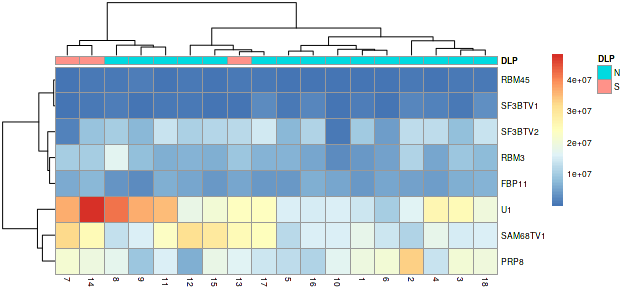 DLP
RBM45
SF3BTV1
SF3BTV2
RBM3
FBP11
U1
SAM68TV1
PRP8
7 14 8 9 11 12 15 13 17 5 16 10 1 6 2 4 3 18
4e+07
3e+07
2e+07
1e+07
DLP
N
S